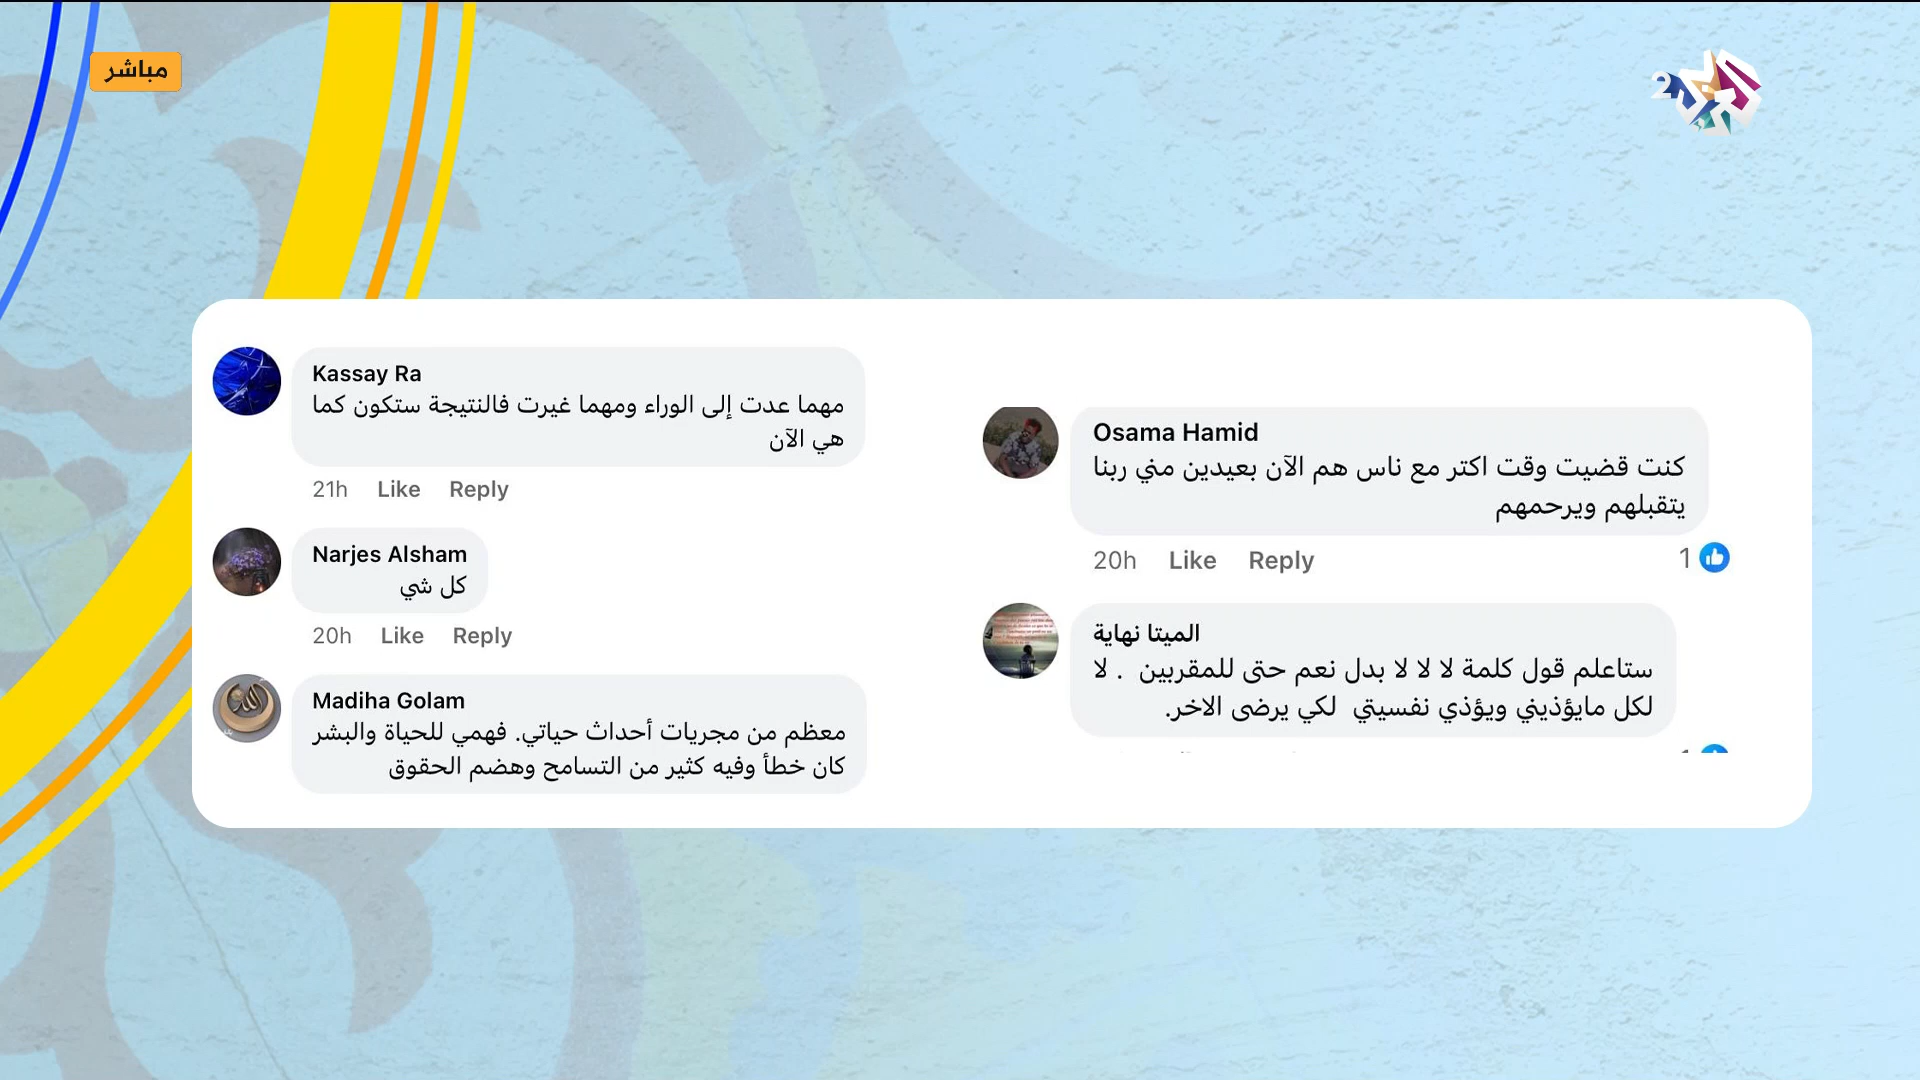 مباشر
Kassay Ra
مهما عدت إلى الوراء ومهما غيرت فالنتيجة ستكون كما
هي الآن
21h Like Reply
Narjes Alsham
كل شي
20h Like Reply
Madiha Golam
معظم من مجريات أحداث حياتي. فهمي للحياة والبشر
كان خطأ وفيه كثير من التسامح وهضم الحقوق
Osama Hamid
كنت قضيت وقت اكتر مع ناس هم الآن بعيدين مني ربنا
يتقبلهم ويرحمهم
20h Like Reply 1
الميتا نهاية
ستاعلم قول كلمة لا لا لا بدل نعم حتى للمقربين . لا
لكل مايؤذيني ويؤذي نفسيتي لكي يرضى الاخر.